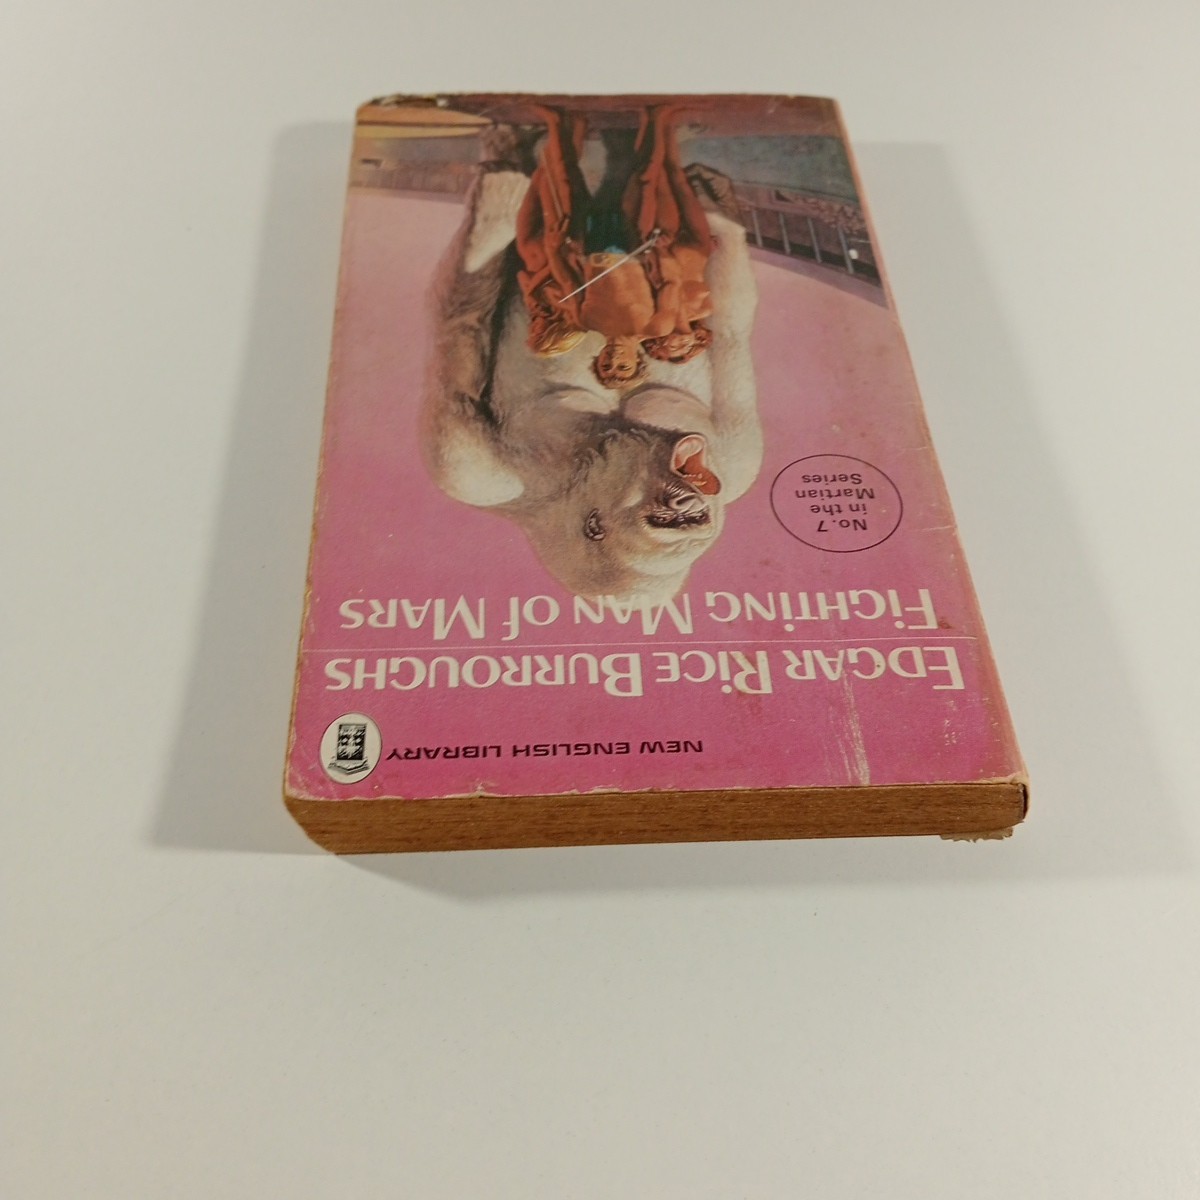 NEW ENGLISH LIBRARY
EDGAR RICE BURROUGHS
FIGHTING MAN OF MARS
No.7
in the
Martian
Series